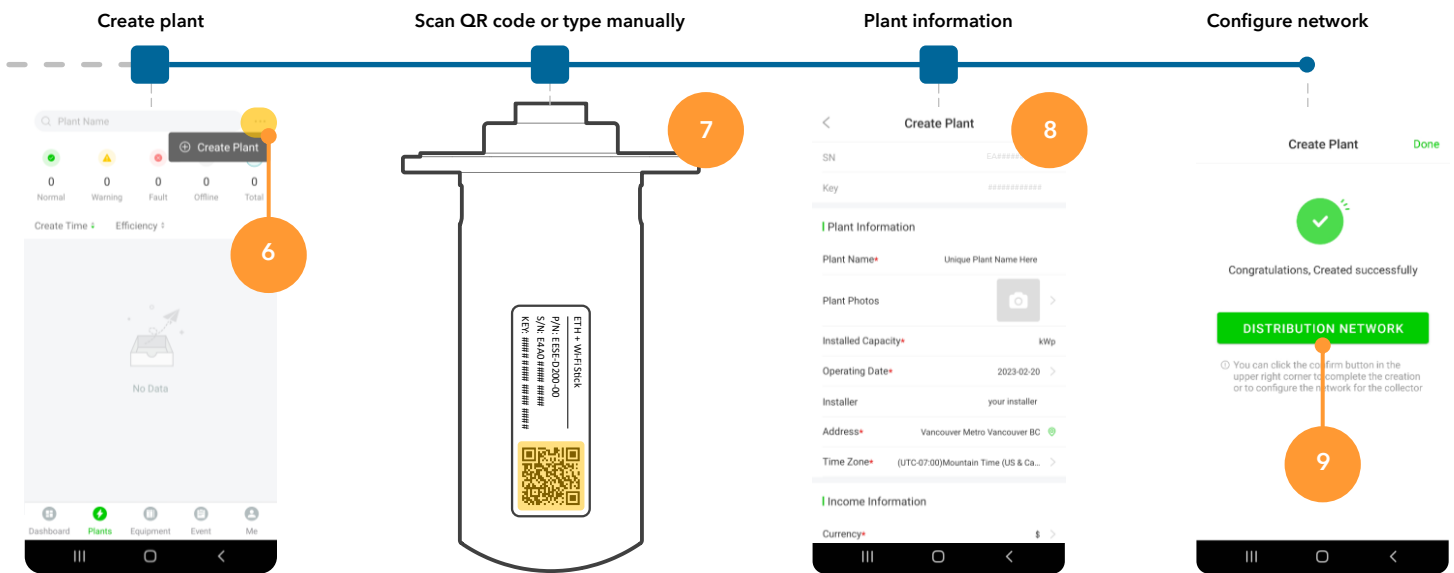 Create plant
Scan QR code or type manually
Plant information
Configure network
Plant Name
...
Create Plant
0
0
0
0
0
Normal
Warning
Fault
Offline
Total
Create Time
Efficiency
6
No Data
Dashboard
Plants
Equipment
Event
Me
7
ETH + Wi-Fi Stick
P/N: EESE-D200-00
S/N: E4A0 #### ####
KEY: #### #### #### ####
Create Plant
8
SN
EA##########
Key
############
Plant Information
Plant Name*
Unique Plant Name Here
Plant Photos
Installed Capacity*
kWp
Operating Date*
2023-02-20
Installer
your installer
Address*
Vancouver Metro Vancouver BC
Time Zone*
(UTC-07:00)Mountain Time (US & Ca...
Income Information
Currency*
$
Create Plant
Done
Congratulations, Created successfully
DISTRIBUTION NETWORK
You can click the confirm button in the
upper right corner to complete the creation
or to configure the network for the collector
9